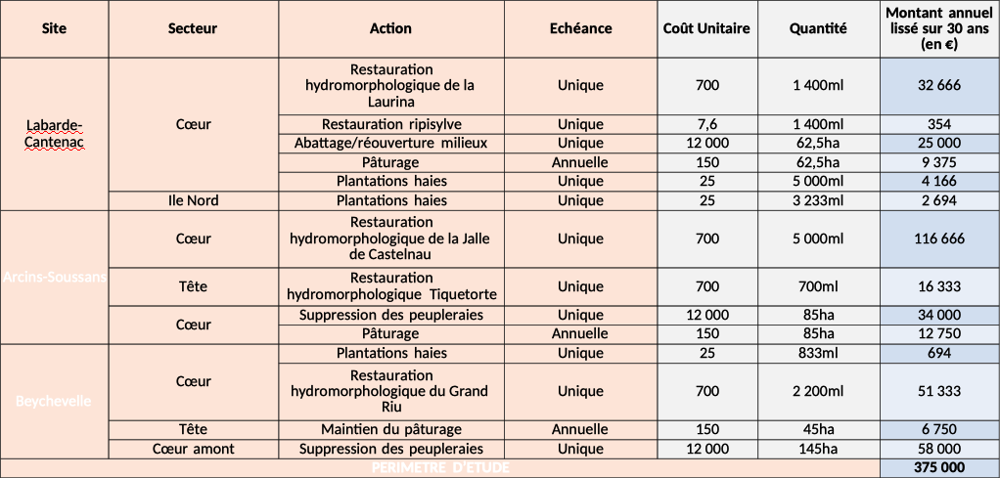 Site Secteur Action Echéance Coût Unitaire Quantité Montant annuel
lissé sur 30 ans
(en €)
Labarde-
Cantenac
Cœur
Restauration
hydromorphologique de la
Laurina
Unique 700 1 400ml 32 666
Restauration ripisylve Unique 7,6 1 400ml 354
Abattage/réouverture milieux Unique 12 000 62,5ha 25 000
Pâturage Annuelle 150 62,5ha 9 375
Plantations haies Unique 25 5 000ml 4 166
Ile Nord Plantations haies Unique 25 3 233ml 2 694
Arcins-Soussans
Cœur
Restauration
hydromorphologique de la Jalle
de Castelnau
Unique 700 5 000ml 116 666
Tête
Restauration
hydromorphologique Tiquetorte
Unique 700 700ml 16 333
Cœur
Suppression des peupleraies Unique 12 000 85ha 34 000
Pâturage Annuelle 150 85ha 12 750
Beychevelle
Cœur
Plantations haies Unique 25 833ml 694
Restauration
hydromorphologique du Grand
Riu
Unique 700 2 200ml 51 333
Tête Maintien du pâturage Annuelle 150 45ha 6 750
Cœur amont Suppression des peupleraies Unique 12 000 145ha 58 000
PERIMETRE D'ETUDE 375 000